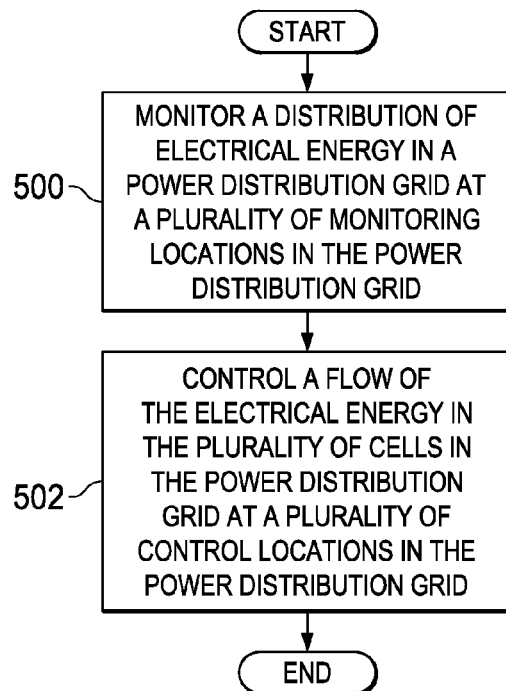 START
MONITOR A DISTRIBUTION OF
ELECTRICAL ENERGY IN A
POWER DISTRIBUTION GRID AT
A PLURALITY OF MONITORING
LOCATIONS IN THE POWER
DISTRIBUTION GRID
500
CONTROL A FLOW OF
THE ELECTRICAL ENERGY IN
THE PLURALITY OF CELLS IN
THE POWER DISTRIBUTION
GRID AT A PLURALITY OF
CONTROL LOCATIONS IN THE
POWER DISTRIBUTION GRID
502
END